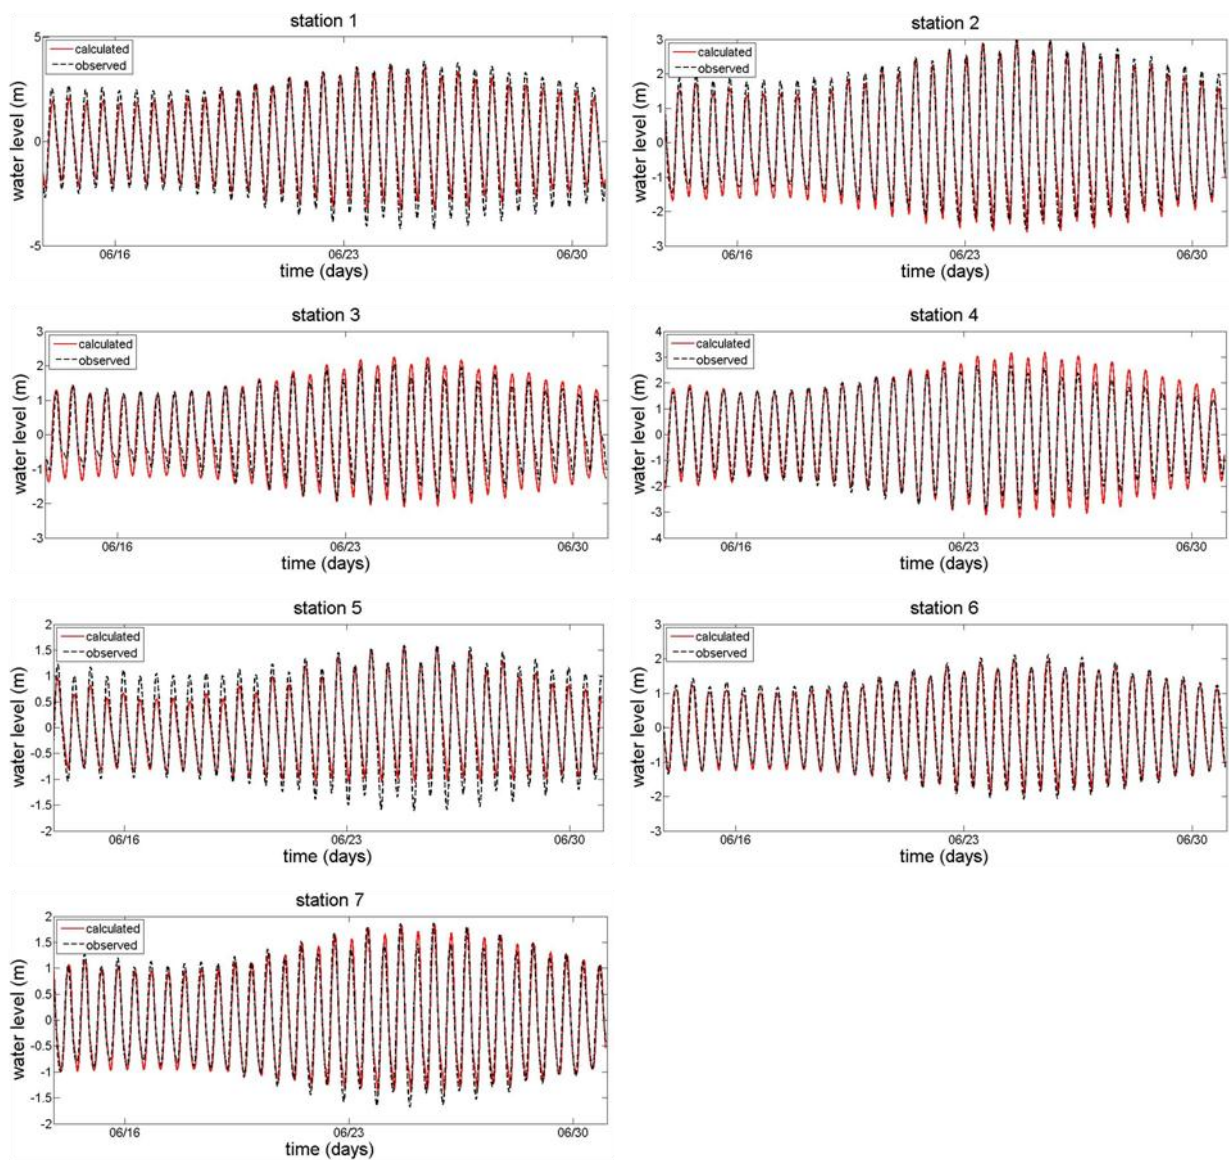 station 1
5
calculated
observed
0
water level (m)
-5
06/16
06/23
06/30
time (days)
station 2
3
calculated
observed
2
1
0
-1
-2
-3
water level (m)
06/16
06/23
06/30
time (days)
station 3
3
calculated
observed
2
1
0
-1
-2
-3
water level (m)
06/16
06/23
06/30
time (days)
station 4
4
calculated
observed
3
2
1
0
-1
-2
-3
-4
water level (m)
06/16
06/23
06/30
time (days)
station 5
2
calculated
observed
1.5
1
0.5
0
-0.5
-1
-1.5
-2
water level (m)
06/16
06/23
06/30
time (days)
station 6
3
calculated
observed
2
1
0
-1
-2
-3
water level (m)
06/16
06/23
06/30
time (days)
station 7
2
calculated
observed
1.5
1
0.5
0
-0.5
-1
-1.5
-2
water level (m)
06/16
06/23
06/30
time (days)